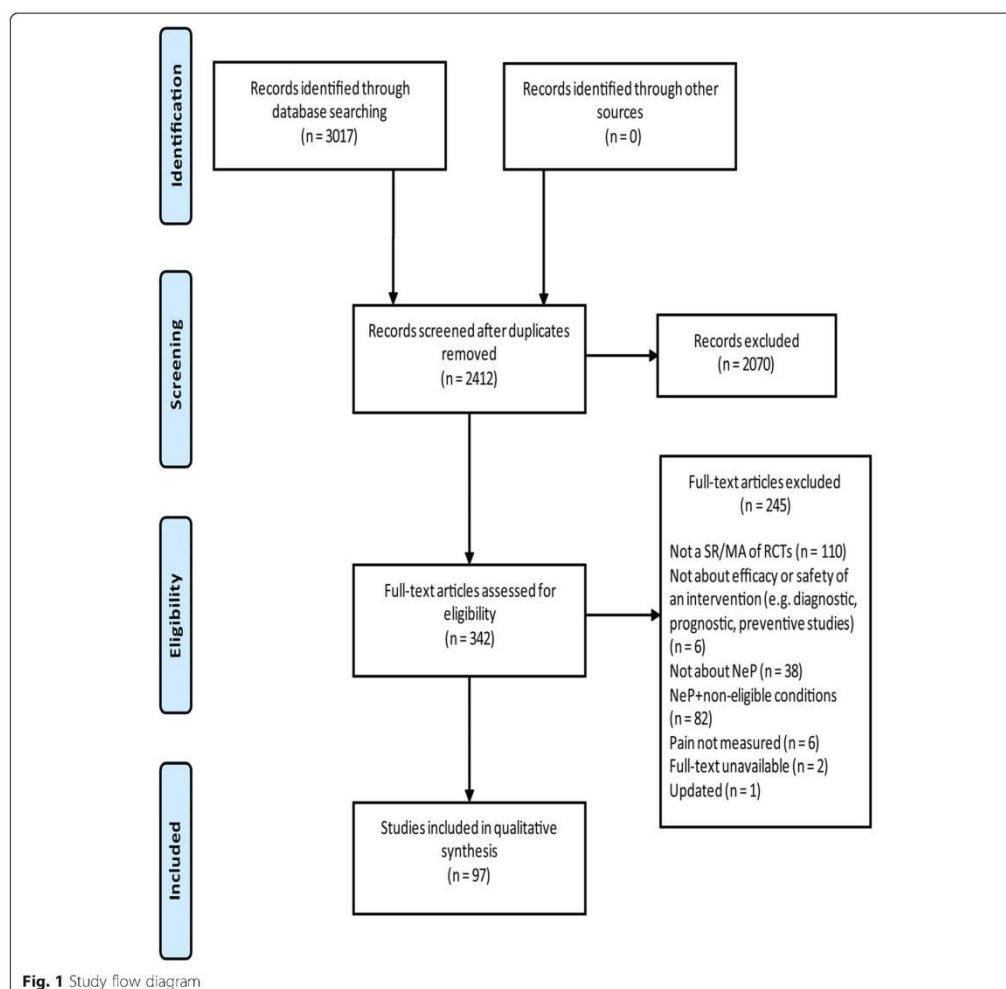 Identification
Records identified through
database searching
(n = 3017)
Records identified through other
sources
(n = 0)
Screening
Records screened after duplicates
removed
(n = 2412)
Records excluded
(n = 2070)
Eligibility
Full-text articles assessed for
eligibility
(n = 342)
Full-text articles excluded
(n = 245)
Not a SR/MA of RCTs (n = 110)
Not about efficacy or safety of
an intervention (e.g. diagnostic,
prognostic, preventive studies)
(n = 6)
Not about NeP (n = 38)
NeP+non-eligible conditions
(n = 82)
Pain not measured (n = 6)
Full-text unavailable (n = 2)
Updated (n = 1)
Included
Studies included in qualitative
synthesis
(n = 97)
Fig. 1 Study flow diagram